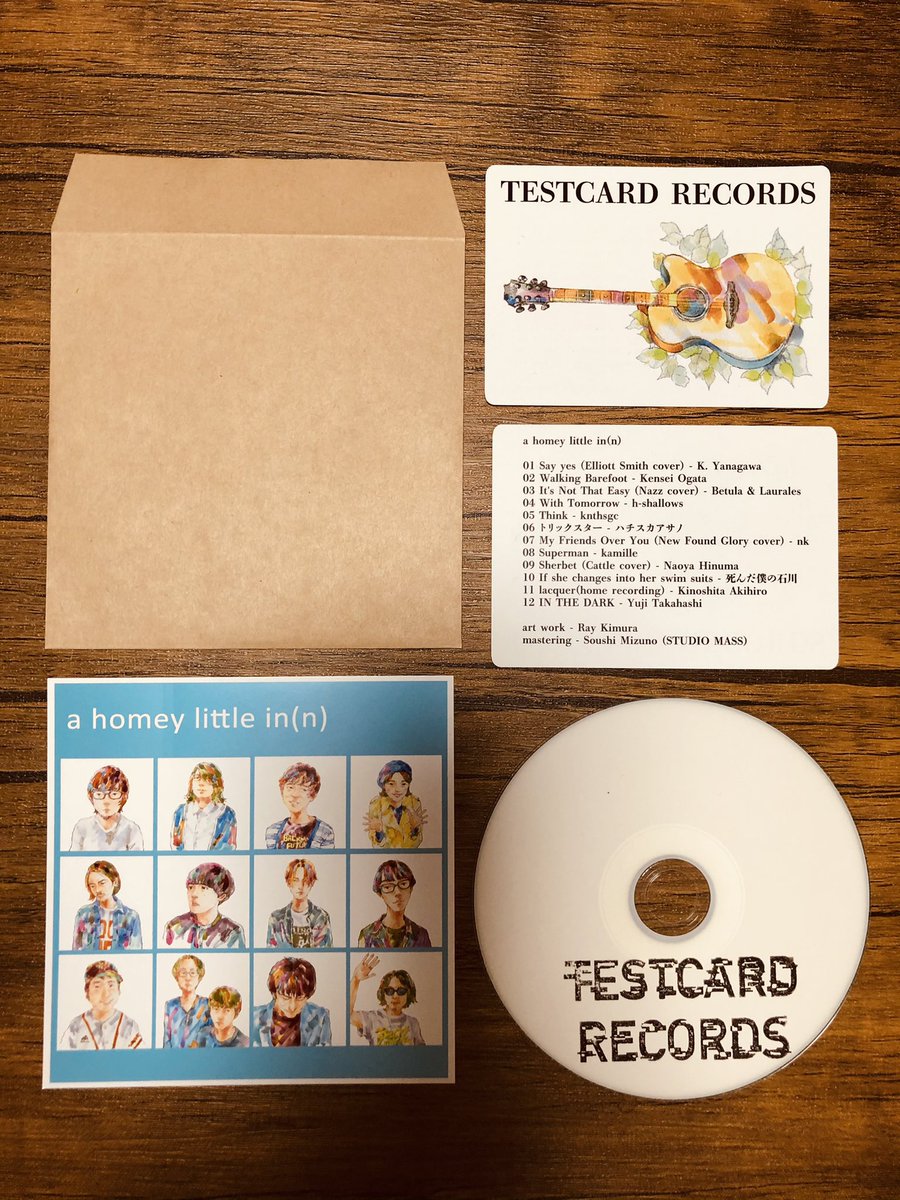 TESTCARD RECORDS
a homey little in(n)
01 Say yes (Elliott Smith cover) - K. Yanagawa
02 Walking Barefoot - Kensei Ogata
03 It's Not That Easy (Nazz cover) - Betula & Laurales
04 With Tomorrow - h-shallows
05 Think - knthsgc
06 トリックスター - ハチスカアサノ
07 My Friends Over You (New Found Glory cover) - nk
08 Superman - kamille
09 Sherbet (Cattle cover) - Naoya Hinuma
10 If she changes into her swim suits - 死んだ僕の石川
11 lacquer(home recording) - Kinoshita Akihiro
12 IN THE DARK - Yuji Takahashi
art work - Ray Kimura
mastering - Soushi Mizuno (STUDIO MASS)
a homey little in(n)
TESTCARD
RECORDS